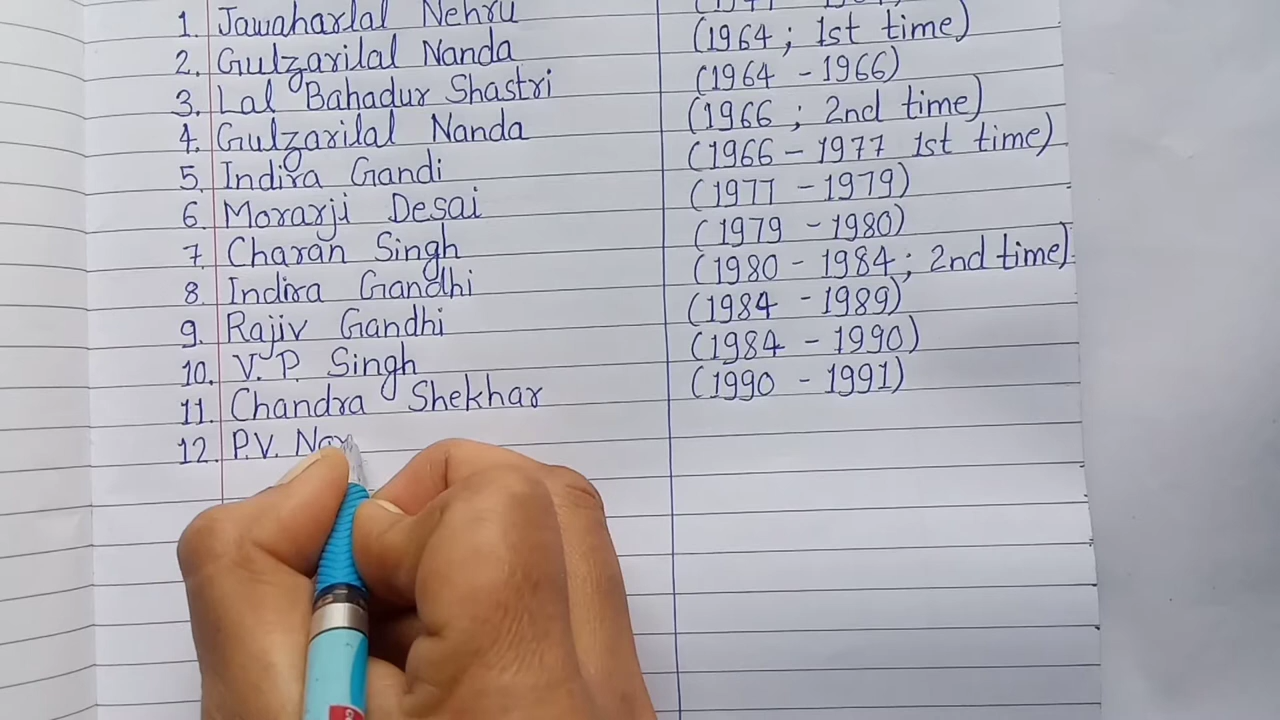 1. Jawaharlal Nehru
2. Gulzarilal Nanda (1964 ; 1st time)
3. Lal Bahadur Shastri (1964 - 1966)
4. Gulzarilal Nanda (1966 ; 2nd time)
5. Indira Gandi (1966 - 1977 1st time)
6. Morarji Desai (1977 - 1979)
7. Charan Singh (1979 - 1980)
8. Indira Gandhi (1980 - 1984 ; 2nd time)
9. Rajiv Gandhi (1984 - 1989)
10. V. P. Singh (1984 - 1990)
11. Chandra Shekhar (1990 - 1991)
12. P.V. Nar